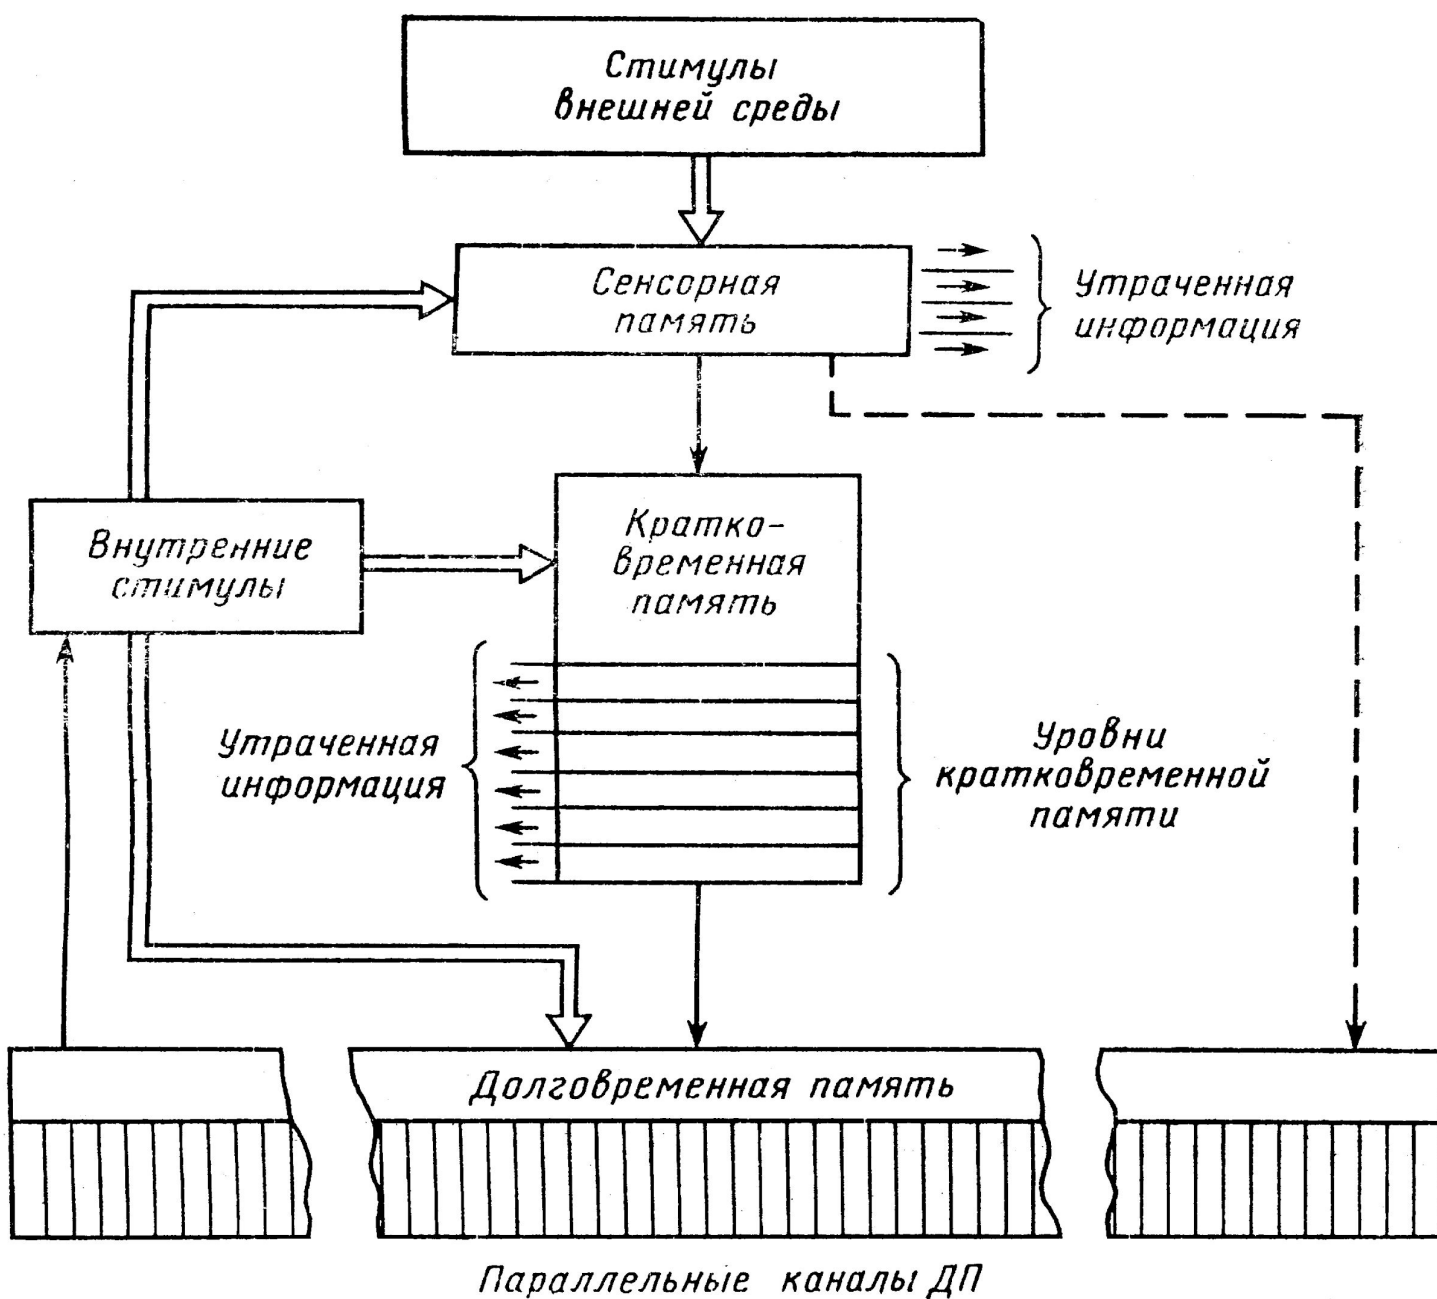 Стимулы
внешней среды
Сенсорная
память
Утраченная
информация
Внутренние
стимулы
Кратко-
временная
память
Утраченная
информация
Уровни
кратковременной
памяти
Долговременная память
Параллельные каналы ДП